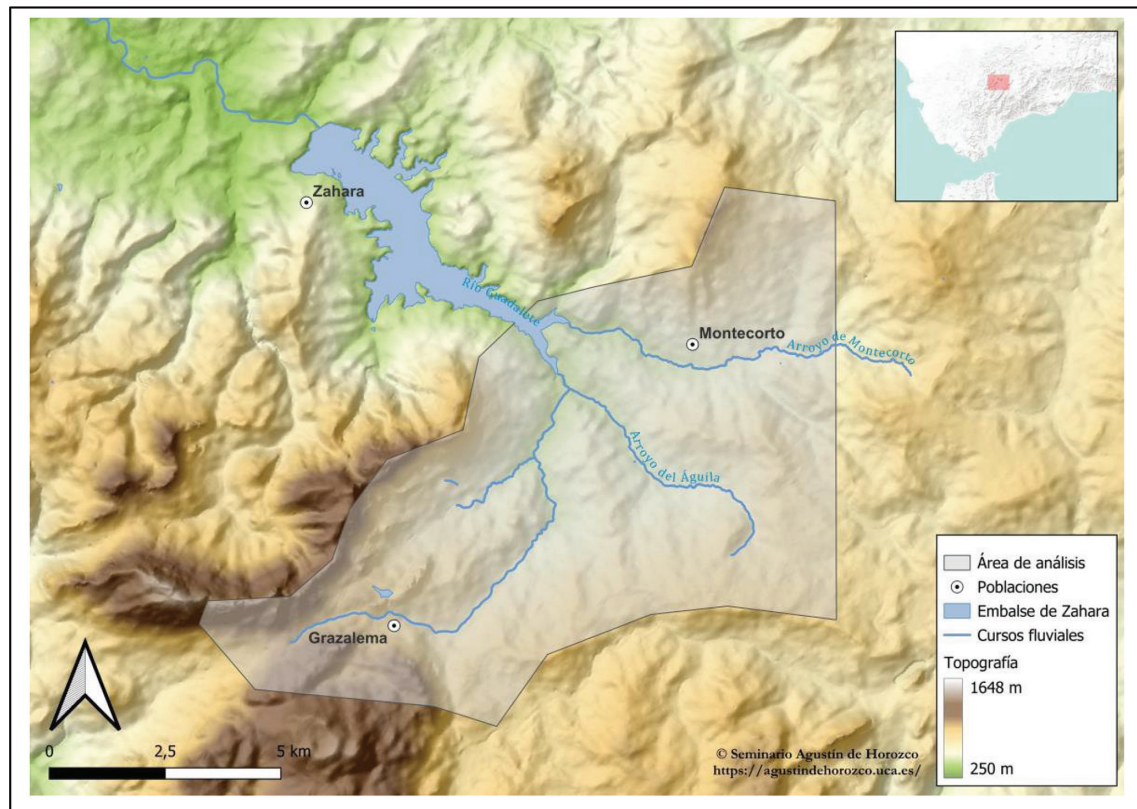 Zahara
Río Guadalete
Montecorto
Arroyo de Montecorto
Arroyo del Águila
Grazalema
Área de análisis
Poblaciones
Embalse de Zahara
Cursos fluviales
Topografía
1648 m
250 m
0 2,5 5 km
© Seminario Agustín de Horozco
https://agustindehorozco.uca.es/